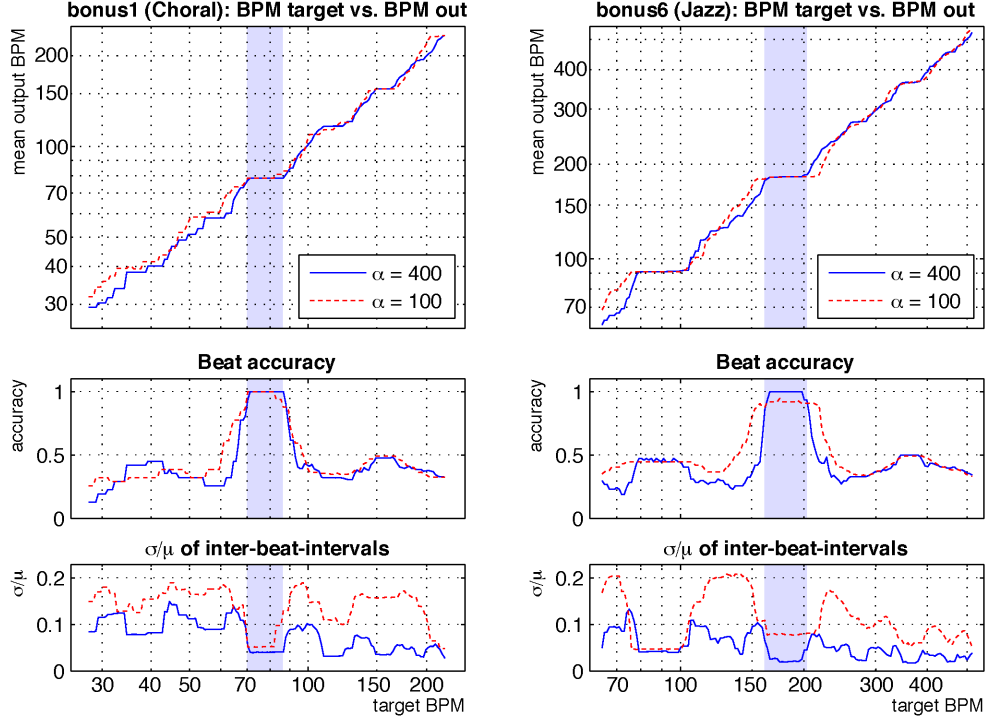 bonus1 (Choral): BPM target vs. BPM out
mean output BPM
200
150
100
70
50
40
30
α = 400
α = 100
bonus6 (Jazz): BPM target vs. BPM out
mean output BPM
400
300
200
150
100
70
α = 400
α = 100
Beat accuracy
accuracy
1
0.5
0
Beat accuracy
accuracy
1
0.5
0
σ/μ of inter-beat-intervals
σ/μ
0.2
0.1
0
30 40 50 70 100 150 200
target BPM
σ/μ of inter-beat-intervals
σ/μ
0.2
0.1
0
70 100 150 200 300 400
target BPM